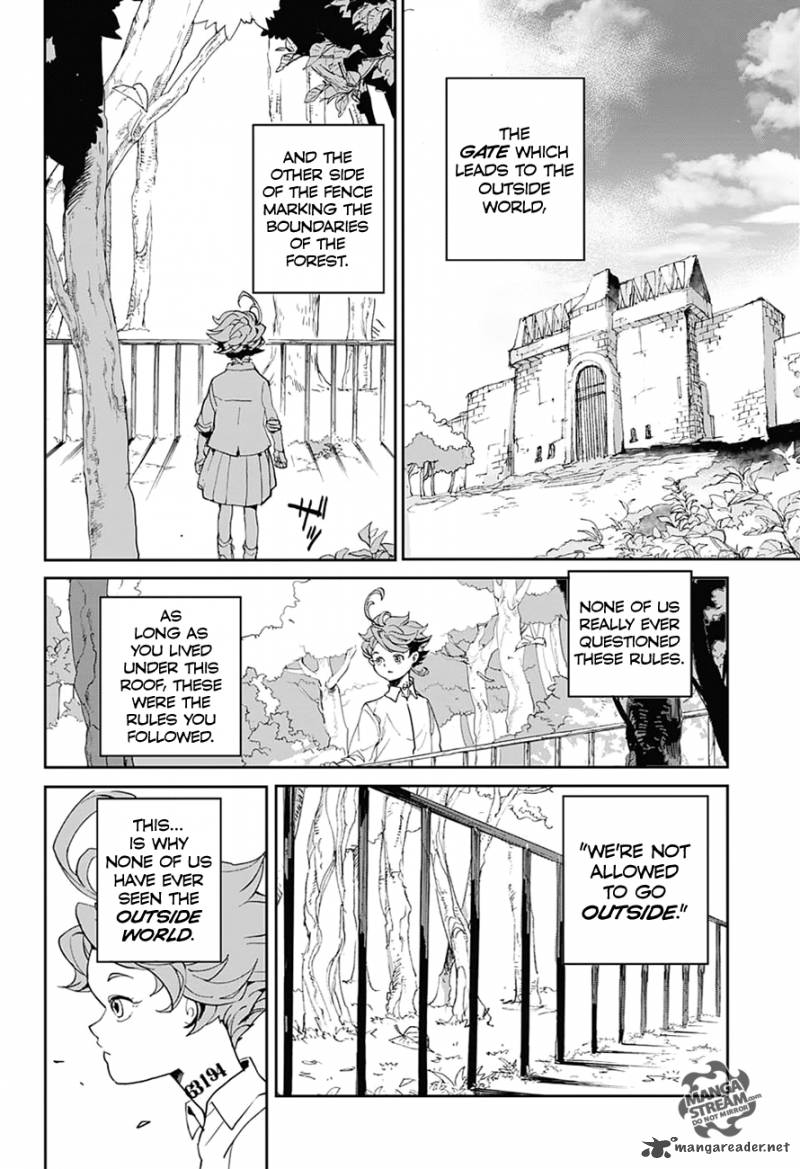 THE
GATE WHICH
LEADS TO THE
OUTSIDE
WORLD,
AND THE
OTHER SIDE
OF THE FENCE
MARKING THE
BOUNDARIES
OF THE
FOREST.
NONE OF US
REALLY EVER
QUESTIONED
THESE RULES.
AS
LONG AS
YOU LIVED
UNDER THIS
ROOF, THESE
WERE THE
RULES YOU
FOLLOWED.
"WE'RE NOT
ALLOWED
TO GO
OUTSIDE."
THIS...
IS WHY
NONE OF US
HAVE EVER
SEEN THE
OUTSIDE
WORLD.
63194
MANGA
STREAM.COM
DO NOT MIRROR!
mangareader.net